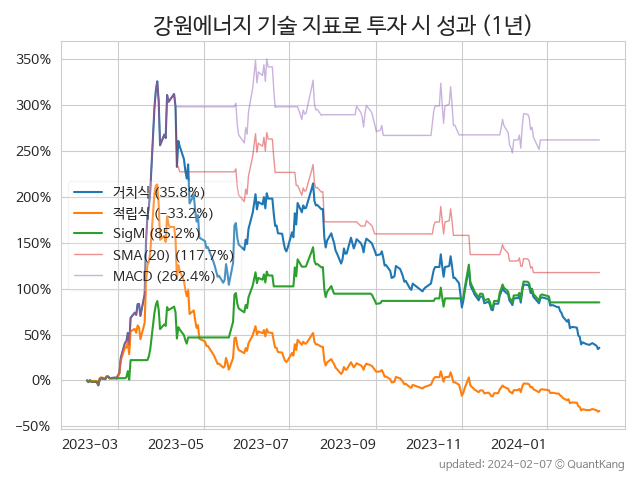 강원에너지 기술 지표로 투자 시 성과 (1년)
350%
300%
250%
200%
150%
100%
50%
0%
−50%
거치식 (35.8%)
적립식 (−33.2%)
SigM (85.2%)
SMA(20) (117.7%)
MACD (262.4%)
2023−03
2023−05
2023−07
2023−09
2023−11
2024−01
updated: 2024−02−07 ⓒ QuantKang